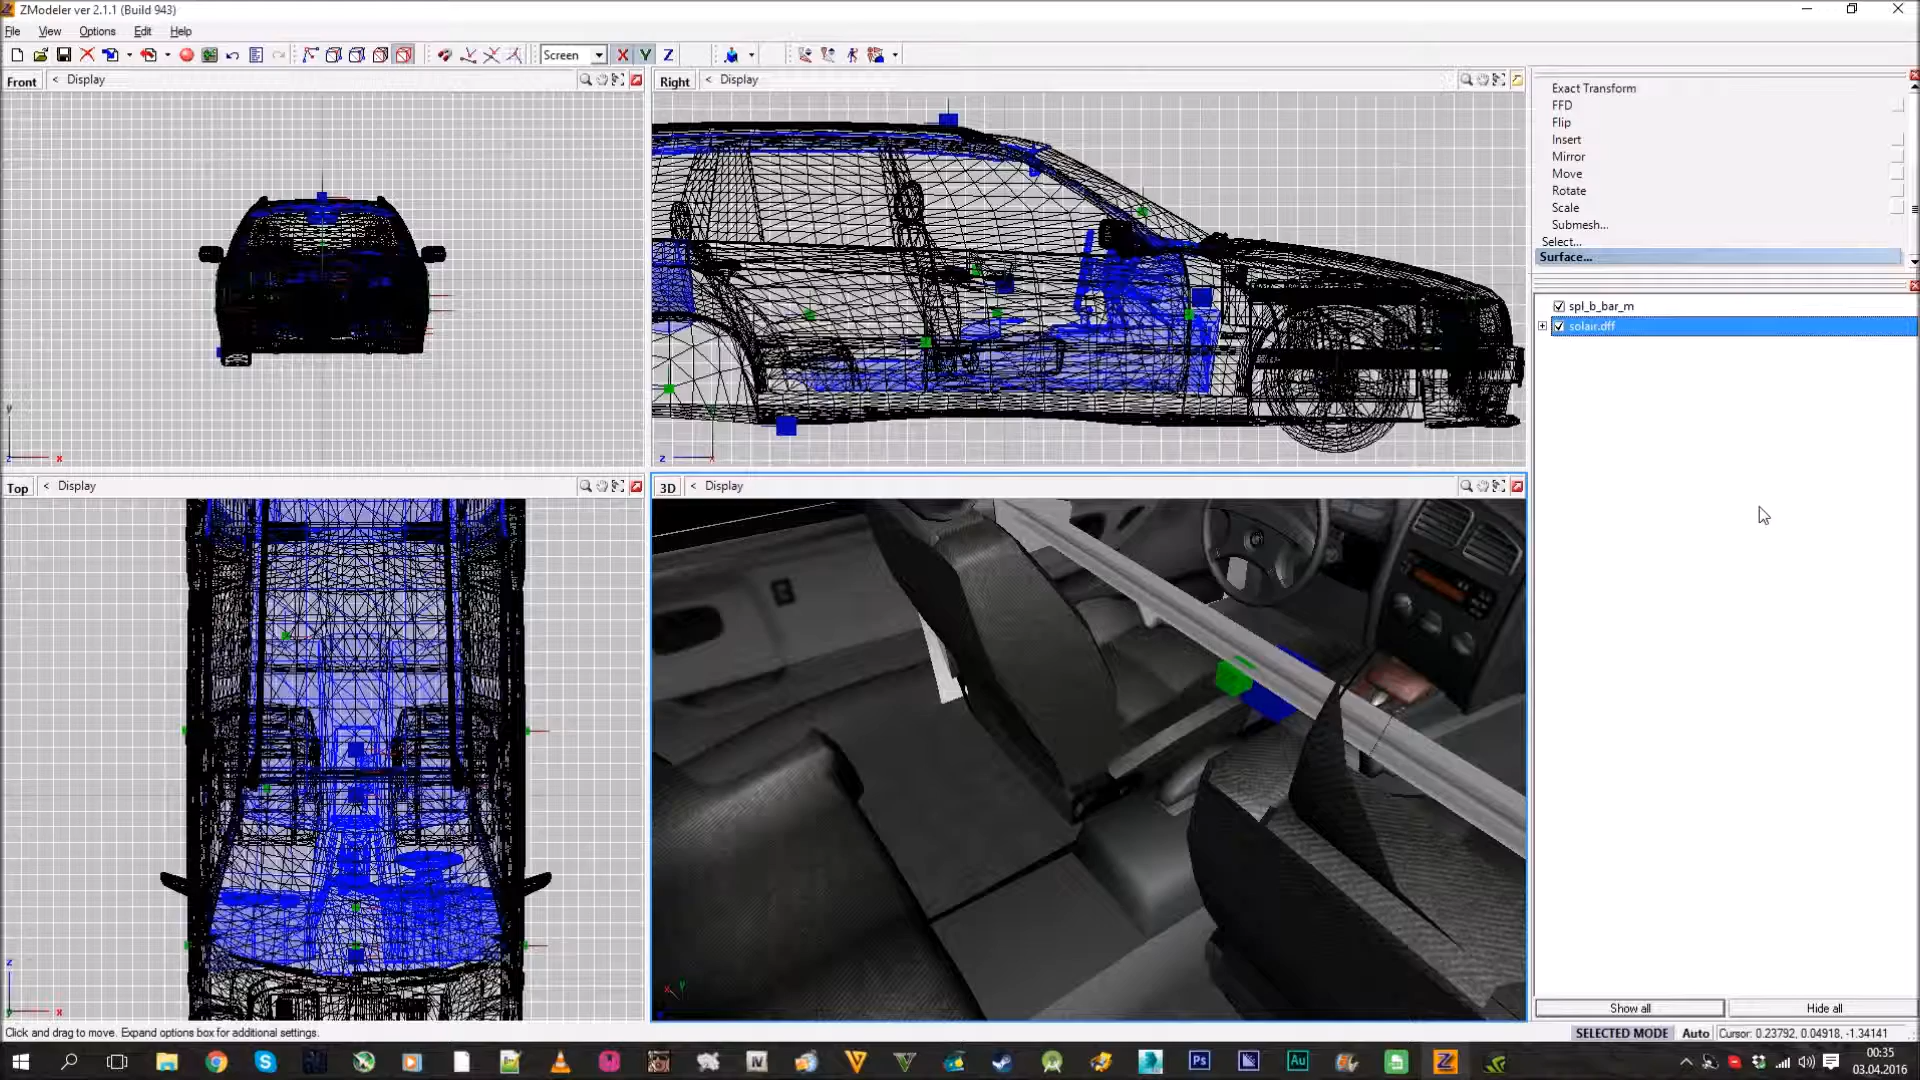 ZModeler ver 2.1.1 (Build 943)
File View Options Edit Help
Screen X Y Z
Front < Display
Right < Display
Exact Transform
FFD
Flip
Insert
Mirror
Move
Rotate
Scale
Submesh...
Select...
Surface...
spl_b_bar_m
solair.dff
y
z x
z x
Top < Display
3D < Display
z
y x
x y
Show all Hide all
Click and drag to move. Expand options box for additional settings.
SELECTED MODE Auto Cursor: 0.23792, 0.04918, -1.34141
IV Ps Au Z
00:35
03.04.2016